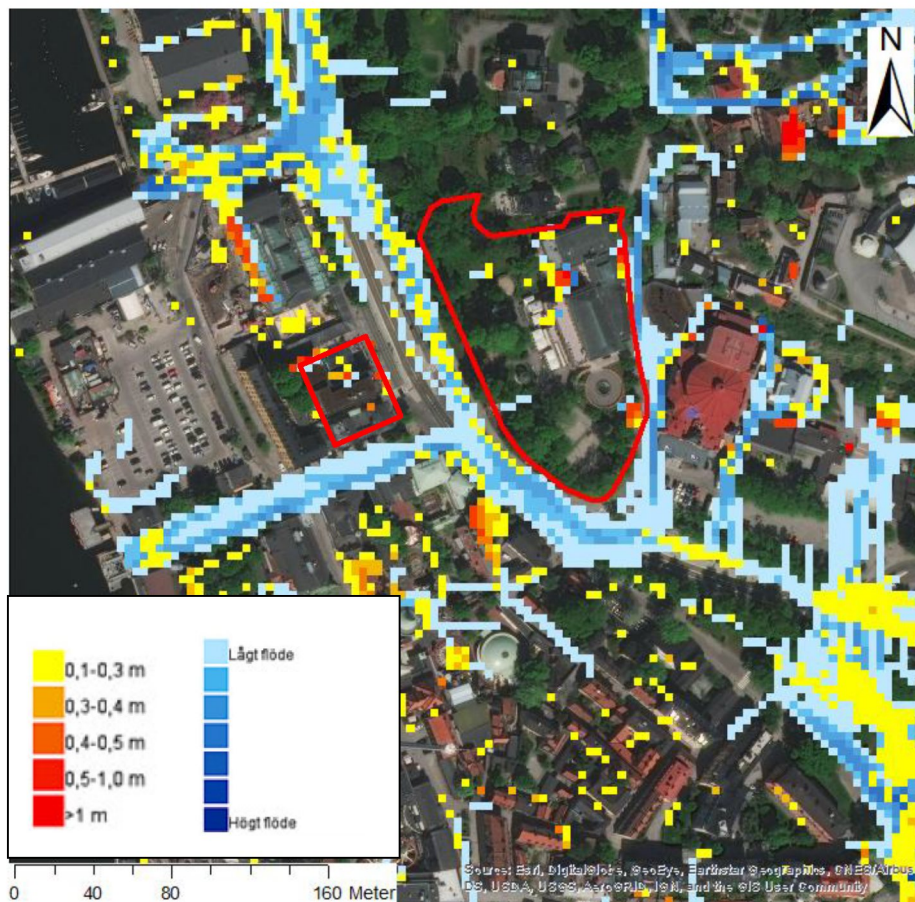 N
0,1-0,3 m
0,3-0,4 m
0,4-0,5 m
0,5-1,0 m
>1 m
Lågt flöde
Högt flöde
0 40 80 160 Meter
Source: Esri, DigitalGlobe, GeoEye, Earthstar Geographics, CNES/Airbus
DS, USDA, USGS, AeroGRID, IGN, and the GIS User Community